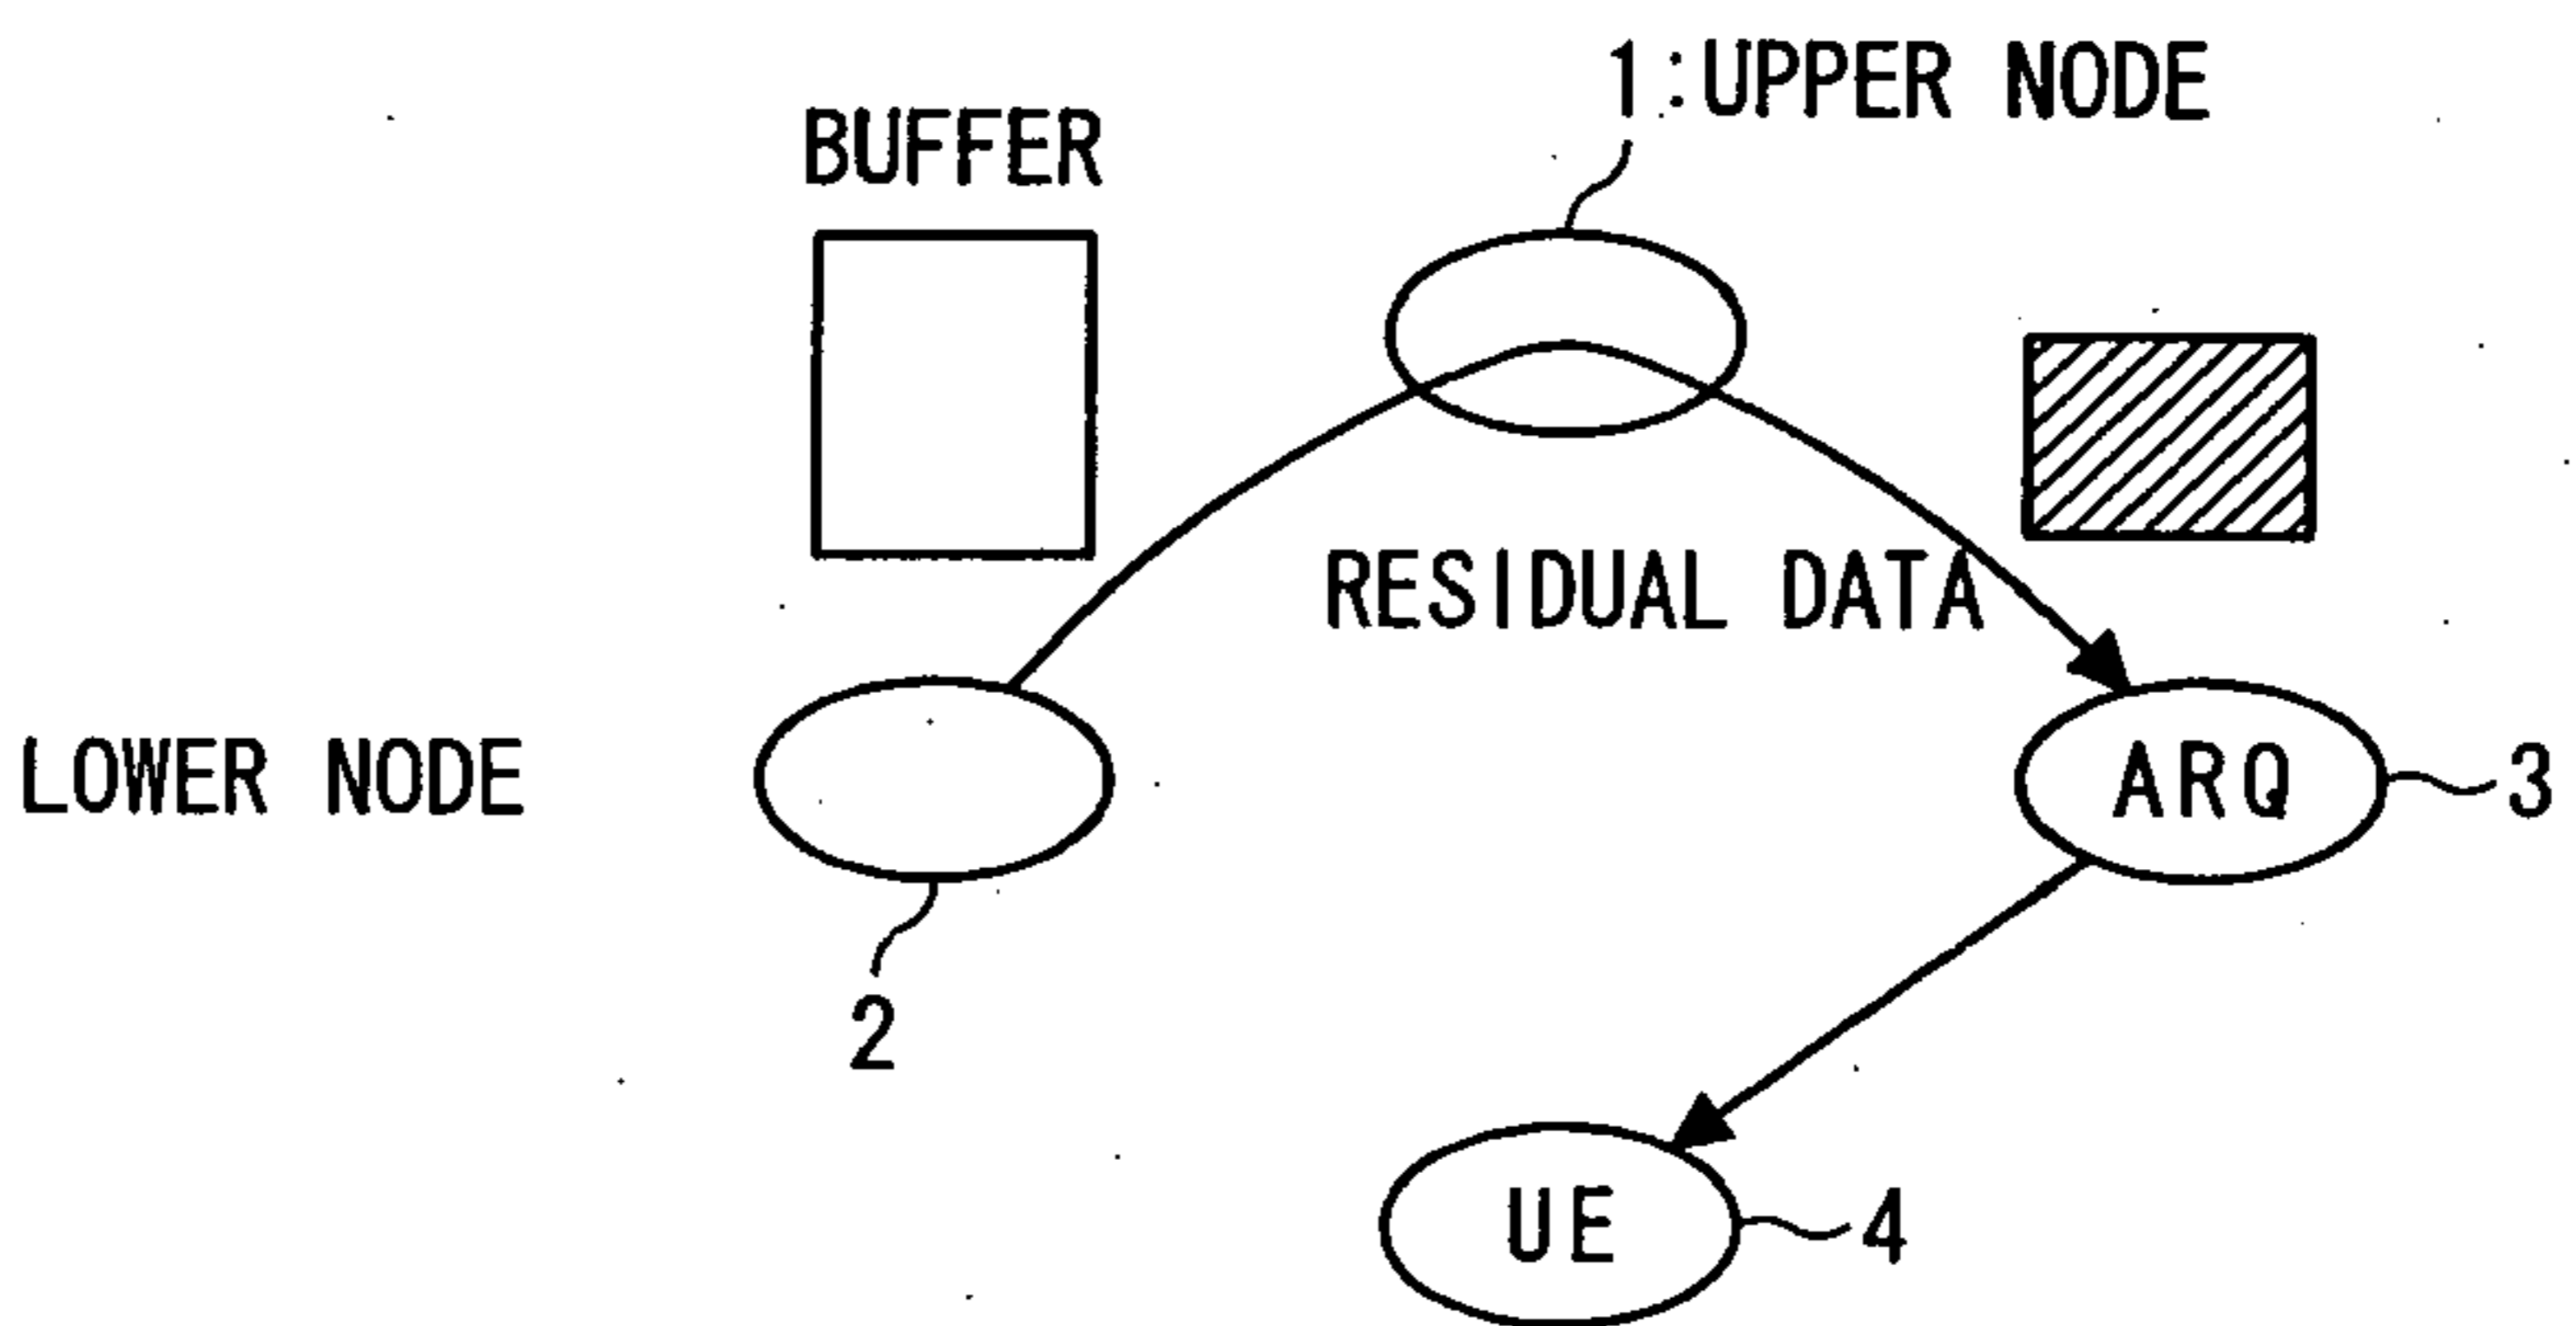 1:UPPER NODE
BUFFER
RESIDUAL DATA
LOWER NODE
ARQ
3
2
UE
4